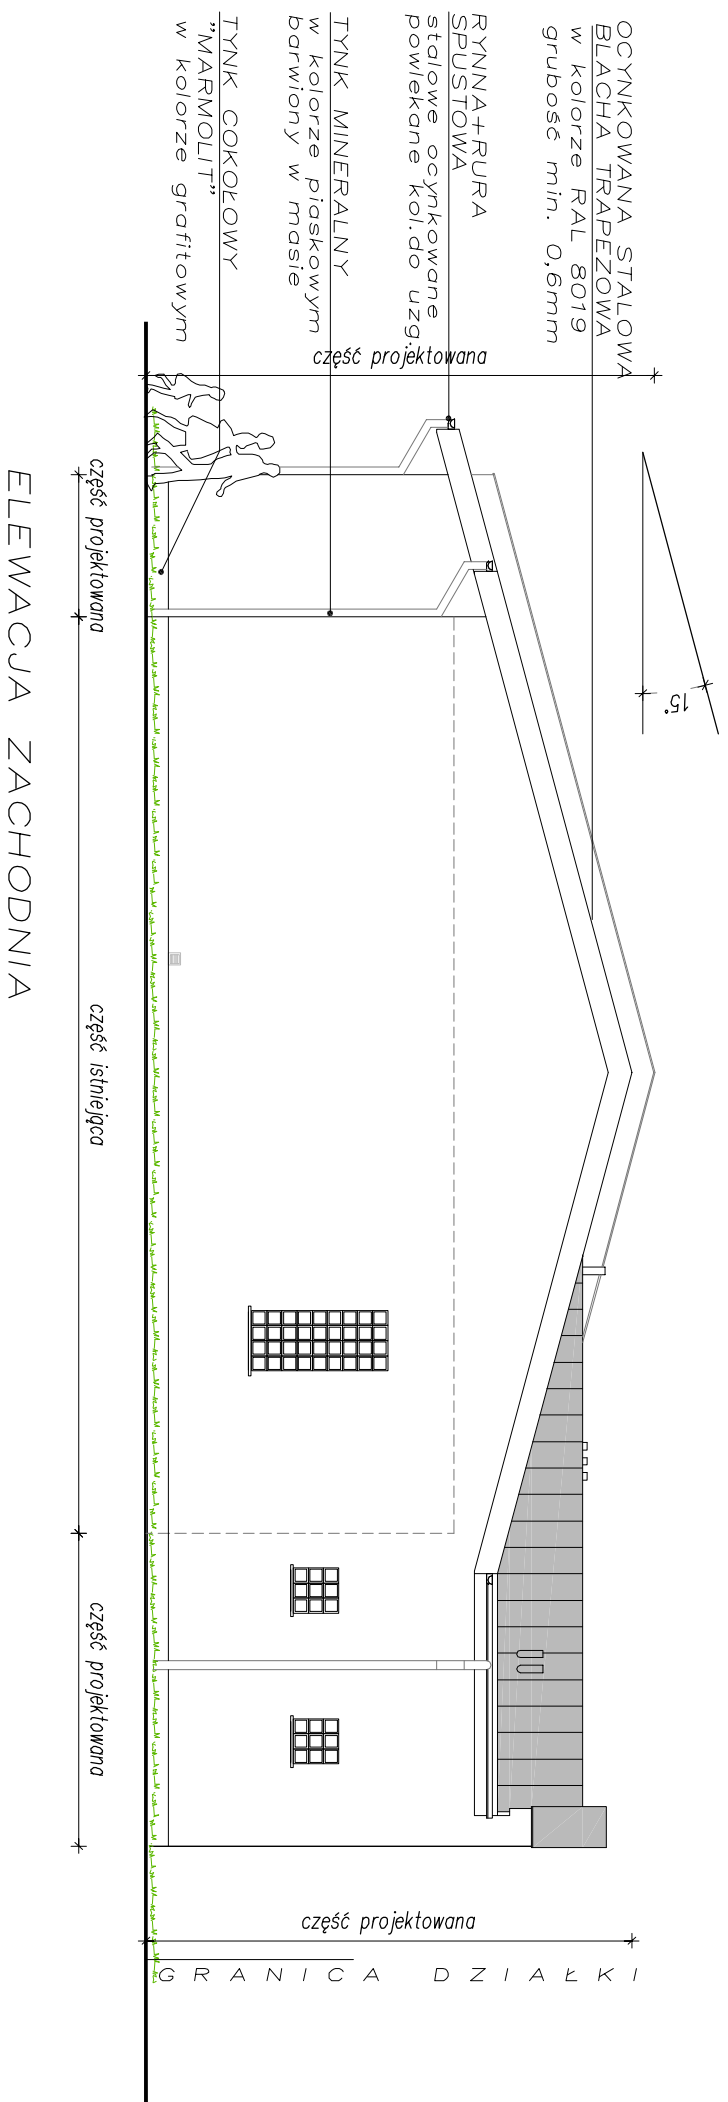 OCYNKOWANA STALOWA
BLACHA TRAPEZOWA
w kolorze RAL 8019
grubość min. 0,6mm
RYNNA+RURA
SPUSTOWA
stalowe ocynkowane
powlekane kol.do uzg.
TYNK MINERALNY
w kolorze piaskowym
barwiony w masie
TYNK COKOŁOWY
"MARMOLIT"
w kolorze grafitowym
część projektowana
15°
część projektowana
część istniejąca
część projektowana
część projektowana
GRANICA DZIAŁKI
ELEWACJA ZACHODNIA